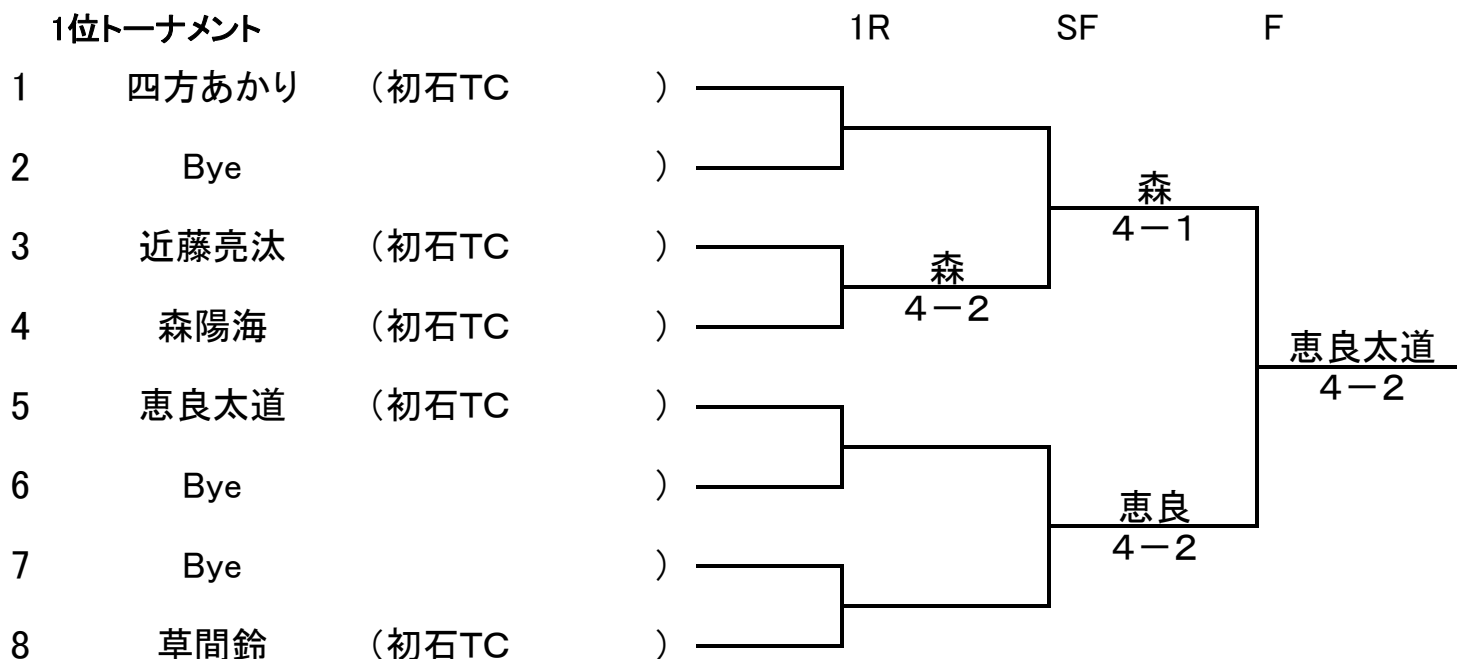 1位トーナメント 1R SF F
1 四方あかり （初石TC ）
2 Bye ）
森
4－1
3 近藤亮汰 （初石TC ）
森
4－2
4 森陽海 （初石TC ）
恵良太道
4－2
5 恵良太道 （初石TC ）
6 Bye ）
恵良
4－2
7 Bye ）
8 草間鈴 （初石TC ）